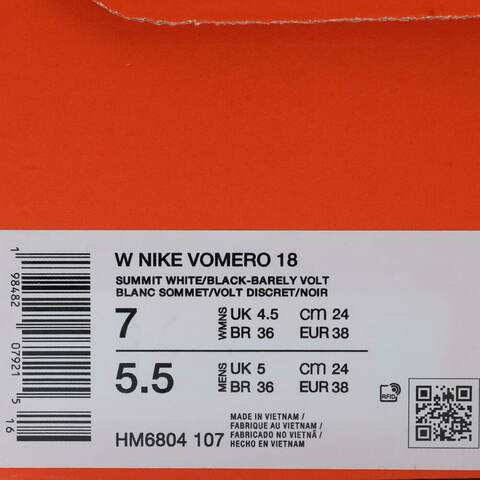 W NIKE VOMERO 18
SUMMIT WHITE/BLACK-BARELY VOLT
BLANC SOMMET/VOLT DISCRET/NOIR
7 WMNS UK 4.5 CM 24
BR 36 EUR 38
5.5 MENS UK 5 CM 24
BR 36 EUR 38
HM6804 107
MADE IN VIETNAM /
FABRIQUE AU VIETNAM /
FABRICADO NO VIETNÃ /
HECHO EN VIETNAM
RFID
1 98482 07921 5 16